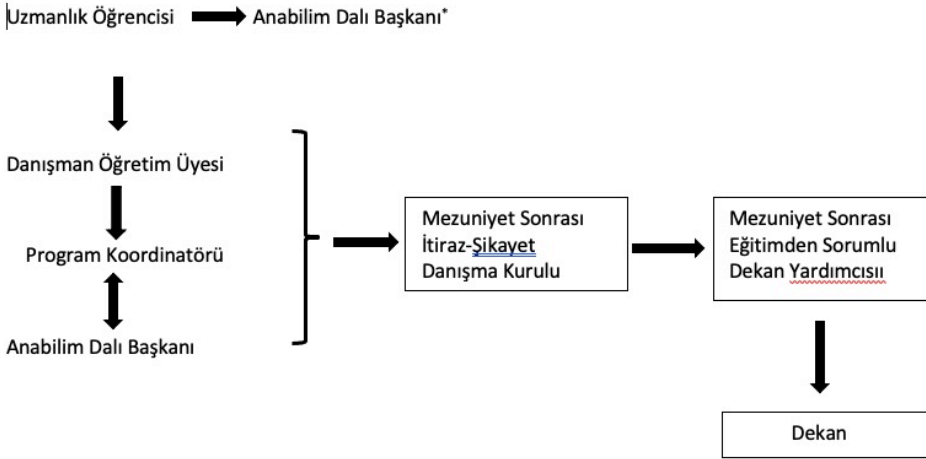 Uzmanlık Öğrencisi
Anabilim Dalı Başkanı*
Danışman Öğretim Üyesi
Program Koordinatörü
Anabilim Dalı Başkanı
Mezuniyet Sonrası
İtiraz-Şikayet
Danışma Kurulu
Mezuniyet Sonrası
Eğitimden Sorumlu
Dekan Yardımcısıı
Dekan